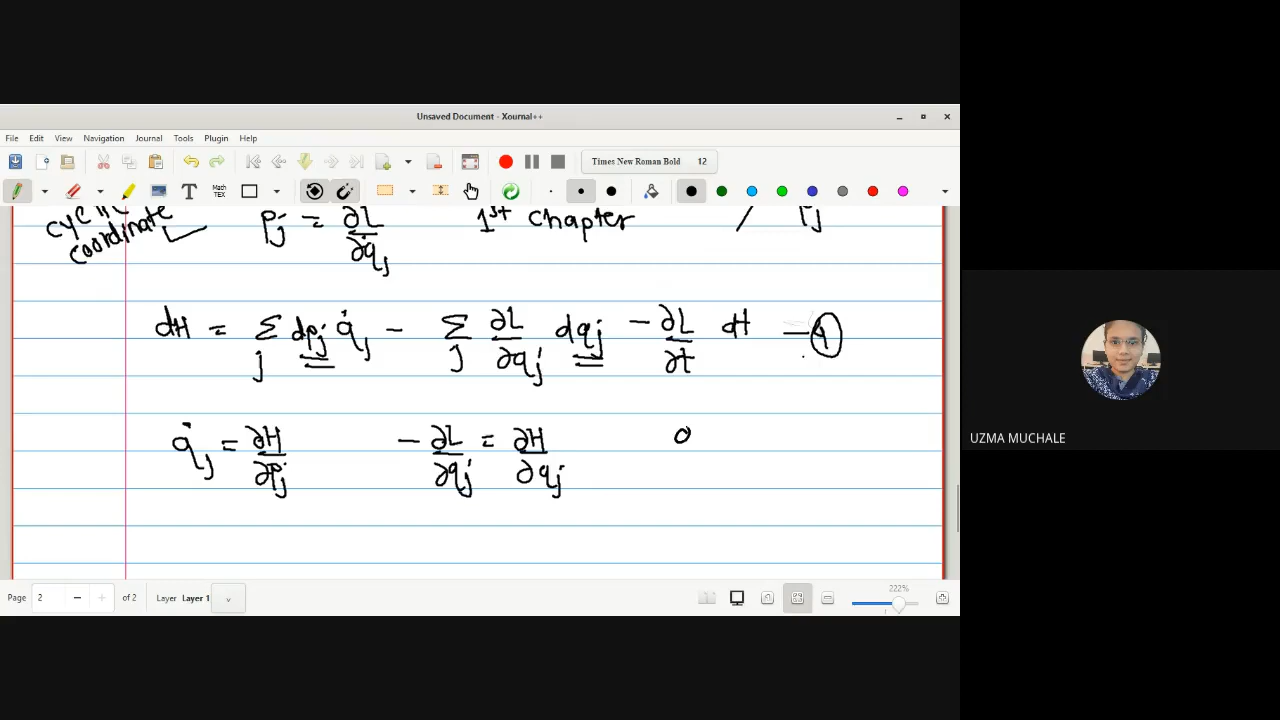 Unsaved Document - Xournal++
File Edit View Navigation Journal Tools Plugin Help
Times New Roman Bold 12
cyclic
coordinate
pj = ∂L/∂q̇j 1st chapter / pj
dH = Σj dpj q̇j - Σj ∂L/∂qj dqj - ∂L/∂t dt - 4
q̇j = ∂H/∂pj - ∂L/∂qj = ∂H/∂qj
UZMA MUCHALE
Page 2 of 2 Layer Layer 1 222%